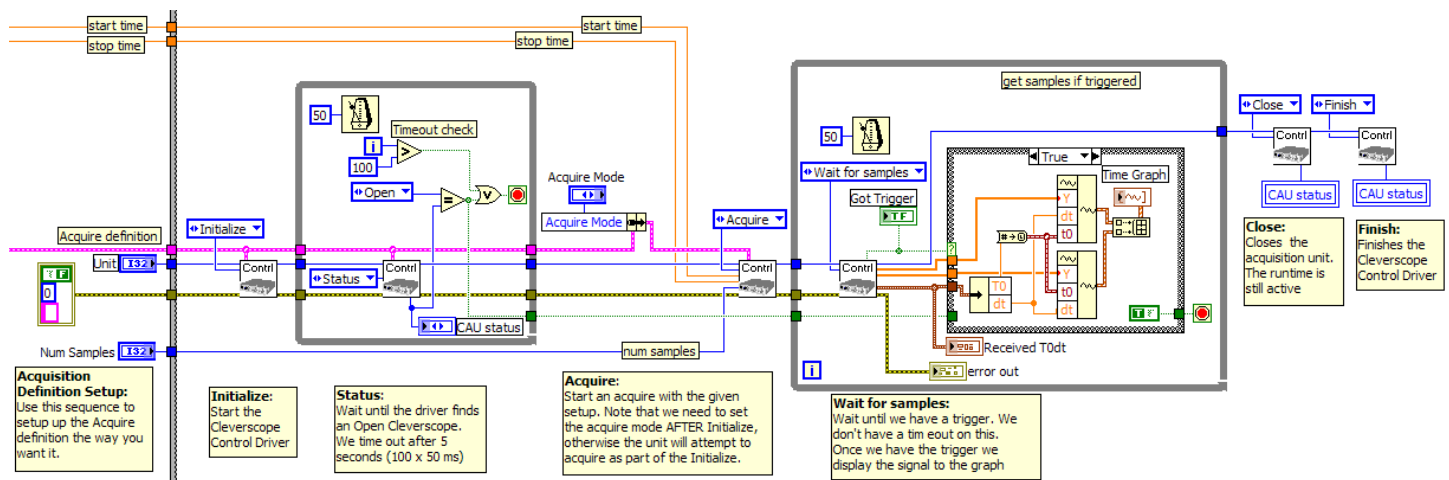 start time
stop time
start time
stop time
Acquire definition
Unit
I32
F
0
Num Samples
I32
Acquisition
Definition Setup:
Use this sequence to
setup up the Acquire
definition the way you
want it.
Initialize
Contrl
Initialize:
Start the
Cleverscope
Control Driver
50
Timeout check
i
>
100
Open
=
V
Status
Contrl
CAU status
Status:
Wait until the driver finds
an Open Cleverscope.
We time out after 5
seconds (100 x 50 ms)
Acquire Mode
Acquire Mode
Acquire
Contrl
num samples
Acquire:
Start an acquire with the given
setup. Note that we need to set
the acquire mode AFTER Initialize,
otherwise the unit will attempt to
acquire as part of the Initialize.
get samples if triggered
50
Wait for samples
Got Trigger
TF
Contrl
True
Time Graph
Y
dt
t0
Y
t0
dt
T0
dt
?
T
Received T0dt
error out
i
Wait for samples:
Wait until we have a trigger. We
don't have a tim eout on this.
Once we have the trigger we
display the signal to the graph
Close
Contrl
CAU status
Close:
Closes the
acquisition unit.
The runtime is
still active
Finish
Contrl
CAU status
Finish:
Finishes the
Cleverscope
Control Driver